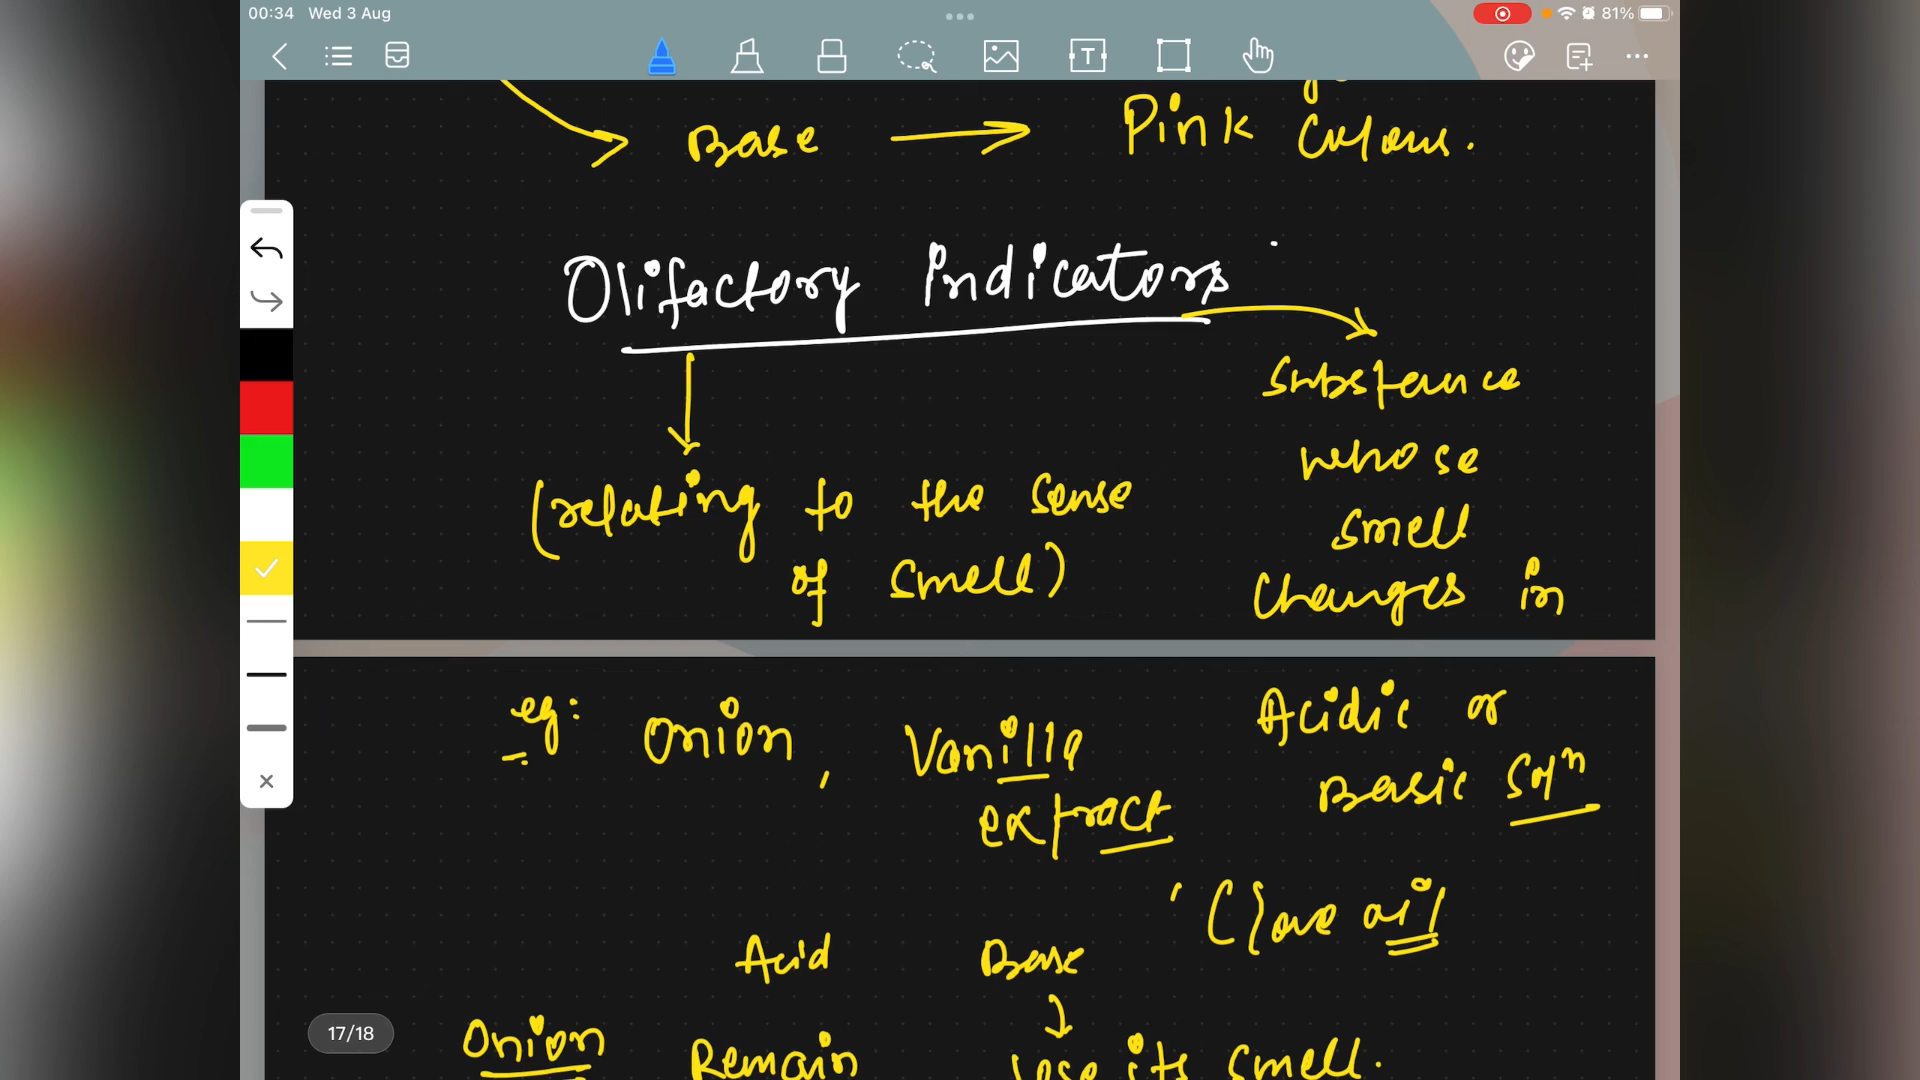 00:34 Wed 3 Aug
81%
Base → Pink Colour.
Olifactory Indicators
(relating to the sense
of smell)
Substance
whose
smell
changes in
Acidic or
Basic Solⁿ
eg: Onion, Vanilla
extract
, Clove oil
Acid Base
Onion Remain lose its smell.
17/18